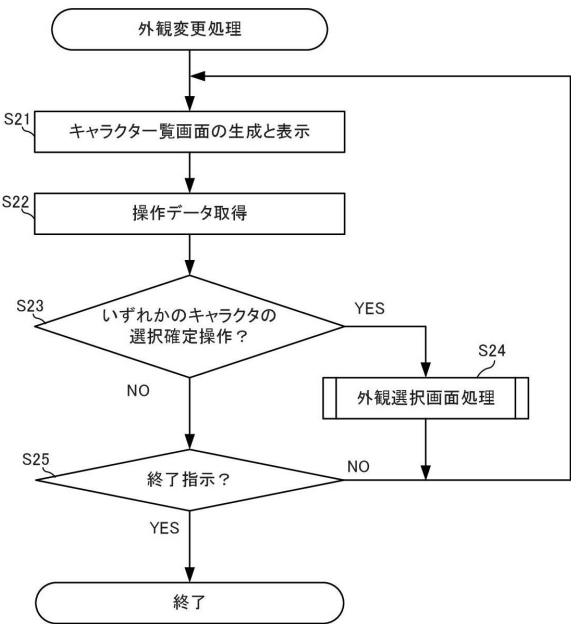 外観変更処理
S21
キャラクター覧画面の生成と表示
S22
操作データ取得
S23
いずれかのキャラクタの
選択確定操作？
YES
S24
外観選択画面処理
NO
S25
終了指示？
NO
YES
終了